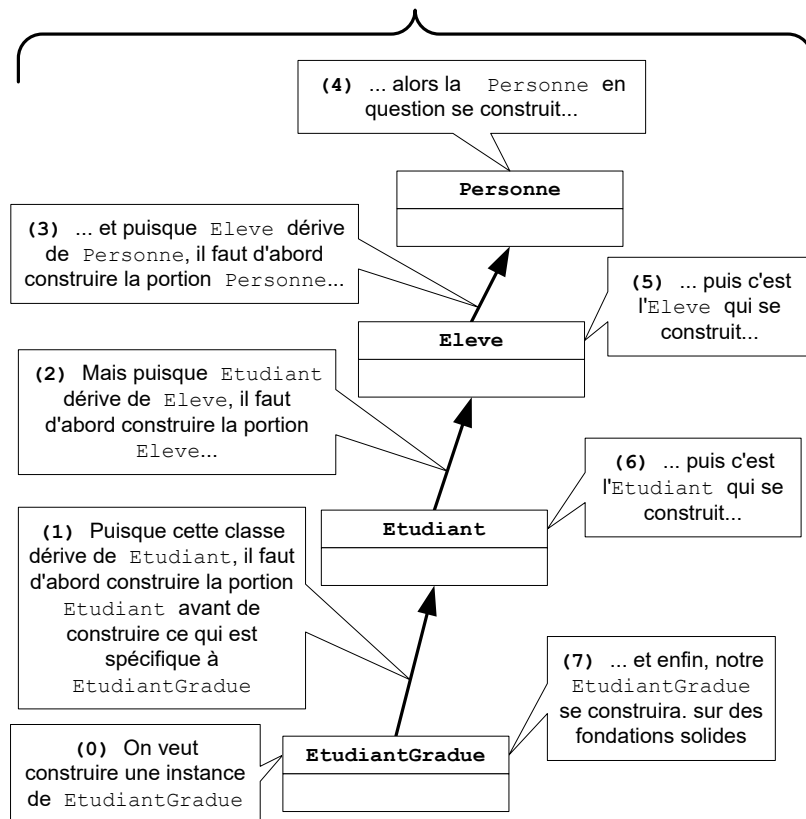 (4) ... alors la Personne en
question se construit...
Personne
(3) ... et puisque Eleve dérive
de Personne, il faut d'abord
construire la portion Personne...
(5) ... puis c'est
l'Eleve qui se
construit...
Eleve
(2) Mais puisque Etudiant
dérive de Eleve, il faut
d'abord construire la portion
Eleve...
(6) ... puis c'est
l'Etudiant qui se
construit...
Etudiant
(1) Puisque cette classe
dérive de Etudiant, il faut
d'abord construire la portion
Etudiant avant de
construire ce qui est
spécifique à
EtudiantGradue
(7) ... et enfin, notre
EtudiantGradue
se construira. sur des
fondations solides
(0) On veut
construire une instance
de EtudiantGradue
EtudiantGradue